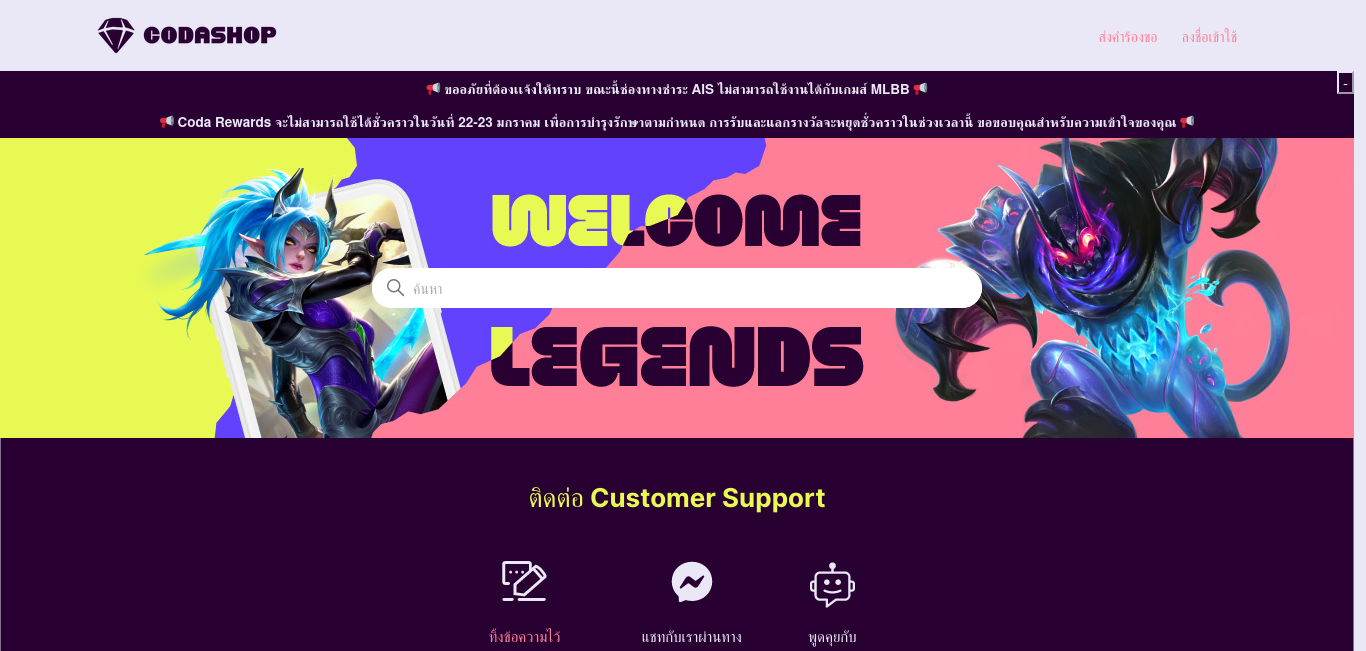 CODASHOP
ส่งคำร้องขอ
ลงชื่อเข้าใช้
📢 ขออภัยที่ต้องแจ้งให้ทราบ ขณะนี้ช่องทางชำระ AIS ไม่สามารถใช้งานได้กับเกมส์ MLBB 📢
-
📢 Coda Rewards จะไม่สามารถใช้ได้ชั่วคราวในวันที่ 22-23 มกราคม เพื่อการบำรุงรักษาตามกำหนด การรับและแลกรางวัลจะหยุดชั่วคราวในช่วงเวลานี้ ขอขอบคุณสำหรับความเข้าใจของคุณ 📢
WELCOME
ค้นหา
LEGENDS
ติดต่อ Customer Support
ทิ้งข้อความไว้
แชทกับเราผ่านทาง
พูดคุยกับ